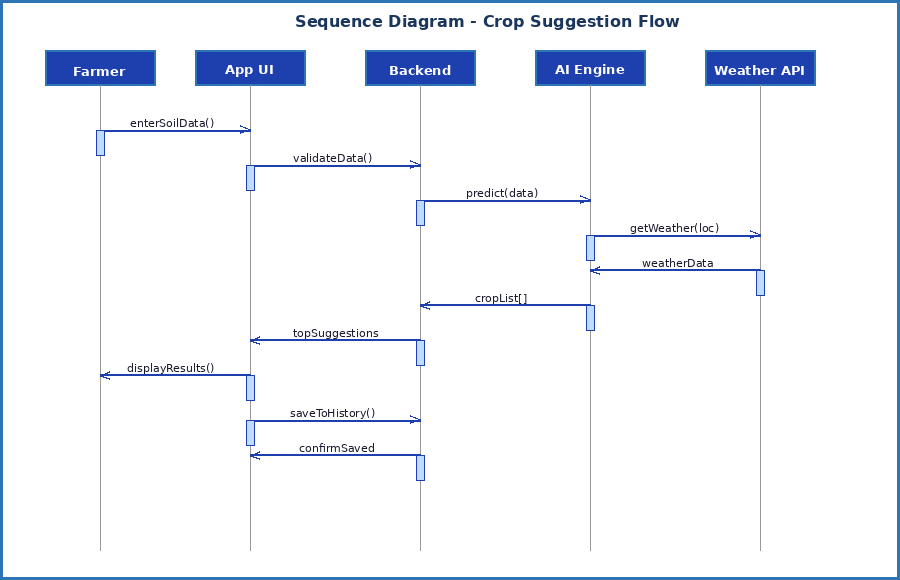 Sequence Diagram - Crop Suggestion Flow
Farmer
App UI
Backend
AI Engine
Weather API
enterSoilData()
validateData()
predict(data)
getWeather(loc)
weatherData
cropList[]
topSuggestions
displayResults()
saveToHistory()
confirmSaved